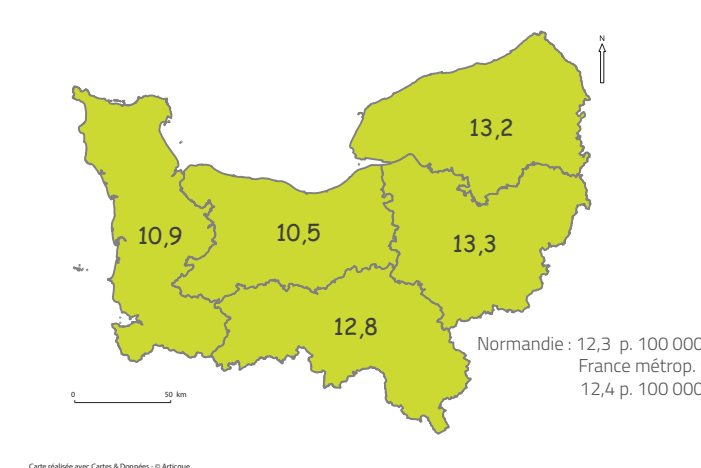 N
13,2
10,9
10,5
13,3
12,8
Normandie : 12,3 p. 100 000
France métrop.
12,4 p. 100 000
0 50 km
Carte réalisée avec Cartes & Données - © Articque